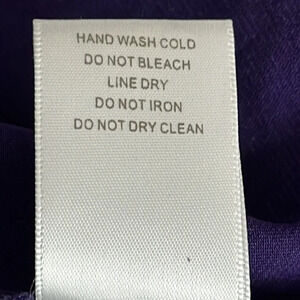 HAND WASH COLD
DO NOT BLEACH
LINE DRY
DO NOT IRON
DO NOT DRY CLEAN